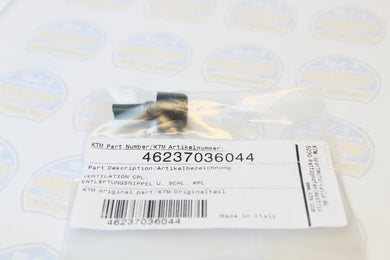 KTM Part Number/KTM Artikelnummer:
46237036044
Part Description/Artikelbezeichnung
VENTILATION CPL.
ENTLÜFTUNGSNIPPEL U. SCHL. KPL
KTM original part/KTM Originalteil
46237036044
Made in Italy